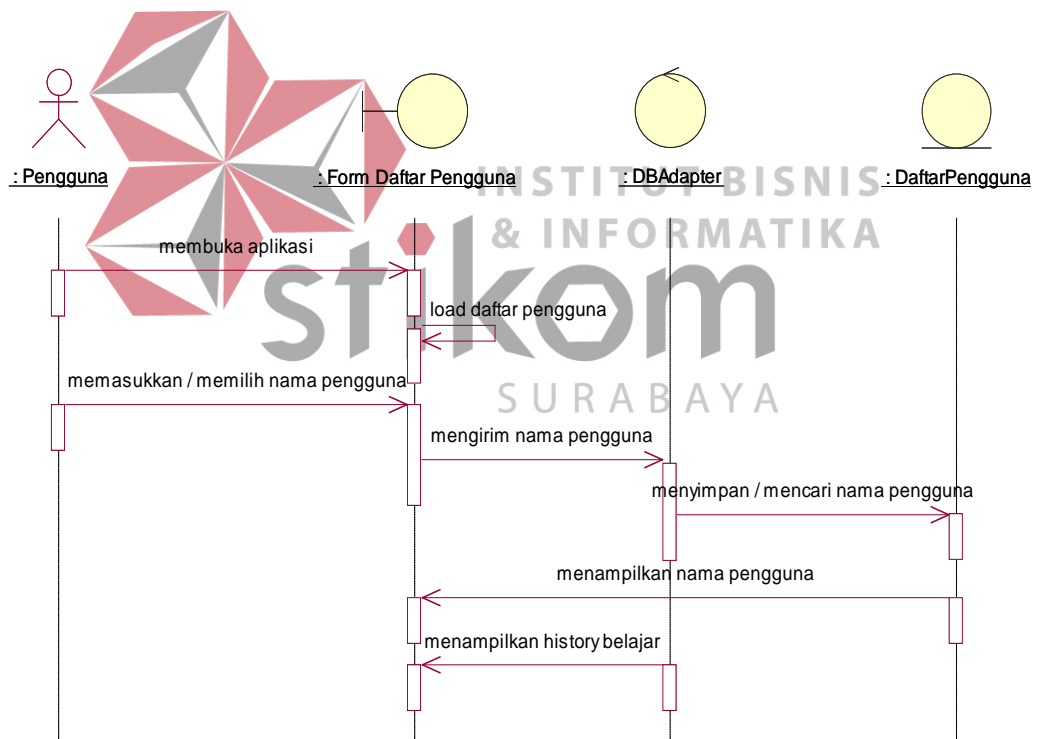 : Pengguna
: Form Daftar Pengguna
: DBAdapter
: DaftarPengguna
INSTITUT BISNIS
& INFORMATIKA
stikom
SURABAYA
membuka aplikasi
load daftar pengguna
memasukkan / memilih nama pengguna
mengirim nama pengguna
menyimpan / mencari nama pengguna
menampilkan nama pengguna
menampilkan history belajar